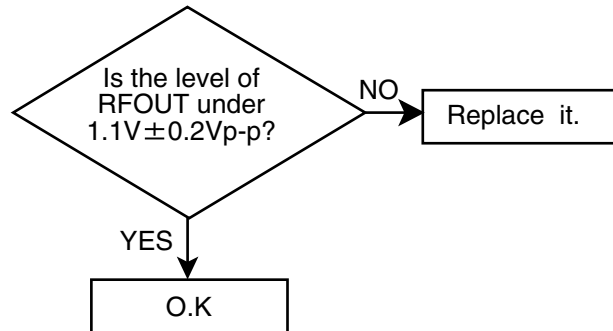 Is the level of
RFOUT under
1.1V±0.2Vp-p?
NO
Replace it.
YES
O.K